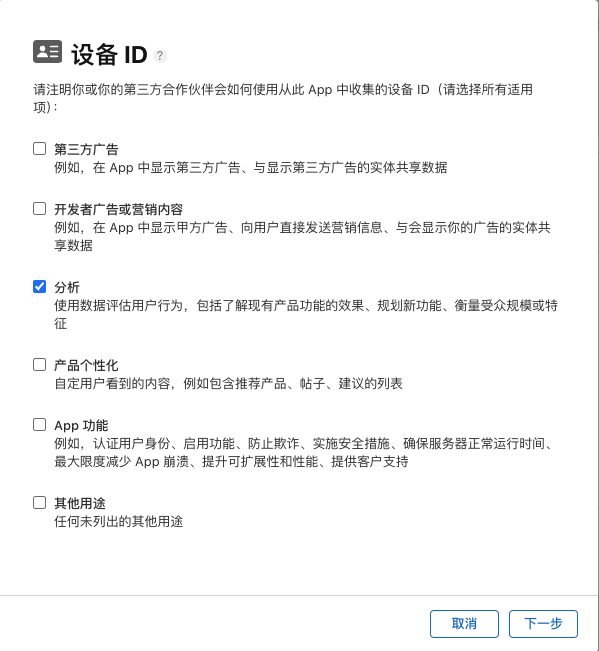 设备 ID ?
请注明你或你的第三方合作伙伴会如何使用从此 App 中收集的设备 ID（请选择所有适用
项）：
第三方广告
例如，在 App 中显示第三方广告、与显示第三方广告的实体共享数据
开发者广告或营销内容
例如，在 App 中显示甲方广告、向用户直接发送营销信息、与会显示你的广告的实体共
享数据
分析
使用数据评估用户行为，包括了解现有产品功能的效果、规划新功能、衡量受众规模或特
征
产品个性化
自定用户看到的内容，例如包含推荐产品、帖子、建议的列表
App 功能
例如，认证用户身份、启用功能、防止欺诈、实施安全措施、确保服务器正常运行时间、
最大限度减少 App 崩溃、提升可扩展性和性能、提供客户支持
其他用途
任何未列出的其他用途
取消 下一步